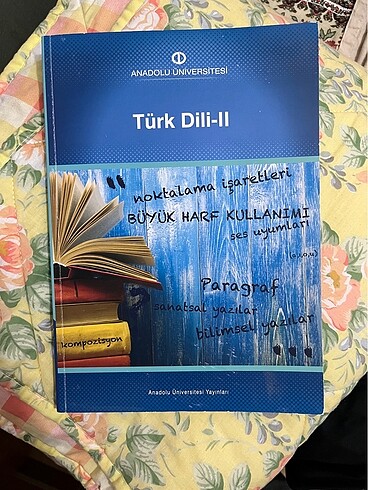 ANADOLU ÜNİVERSİTESİ
Türk Dili-II
"
noktalama işaretleri
BÜYÜK HARF KULLANIMI
ses uyumları
Paragraf
sanatsal yazılar
bilimsel yazılar
kompozisyon
"
Anadolu Üniversitesi Yayınları